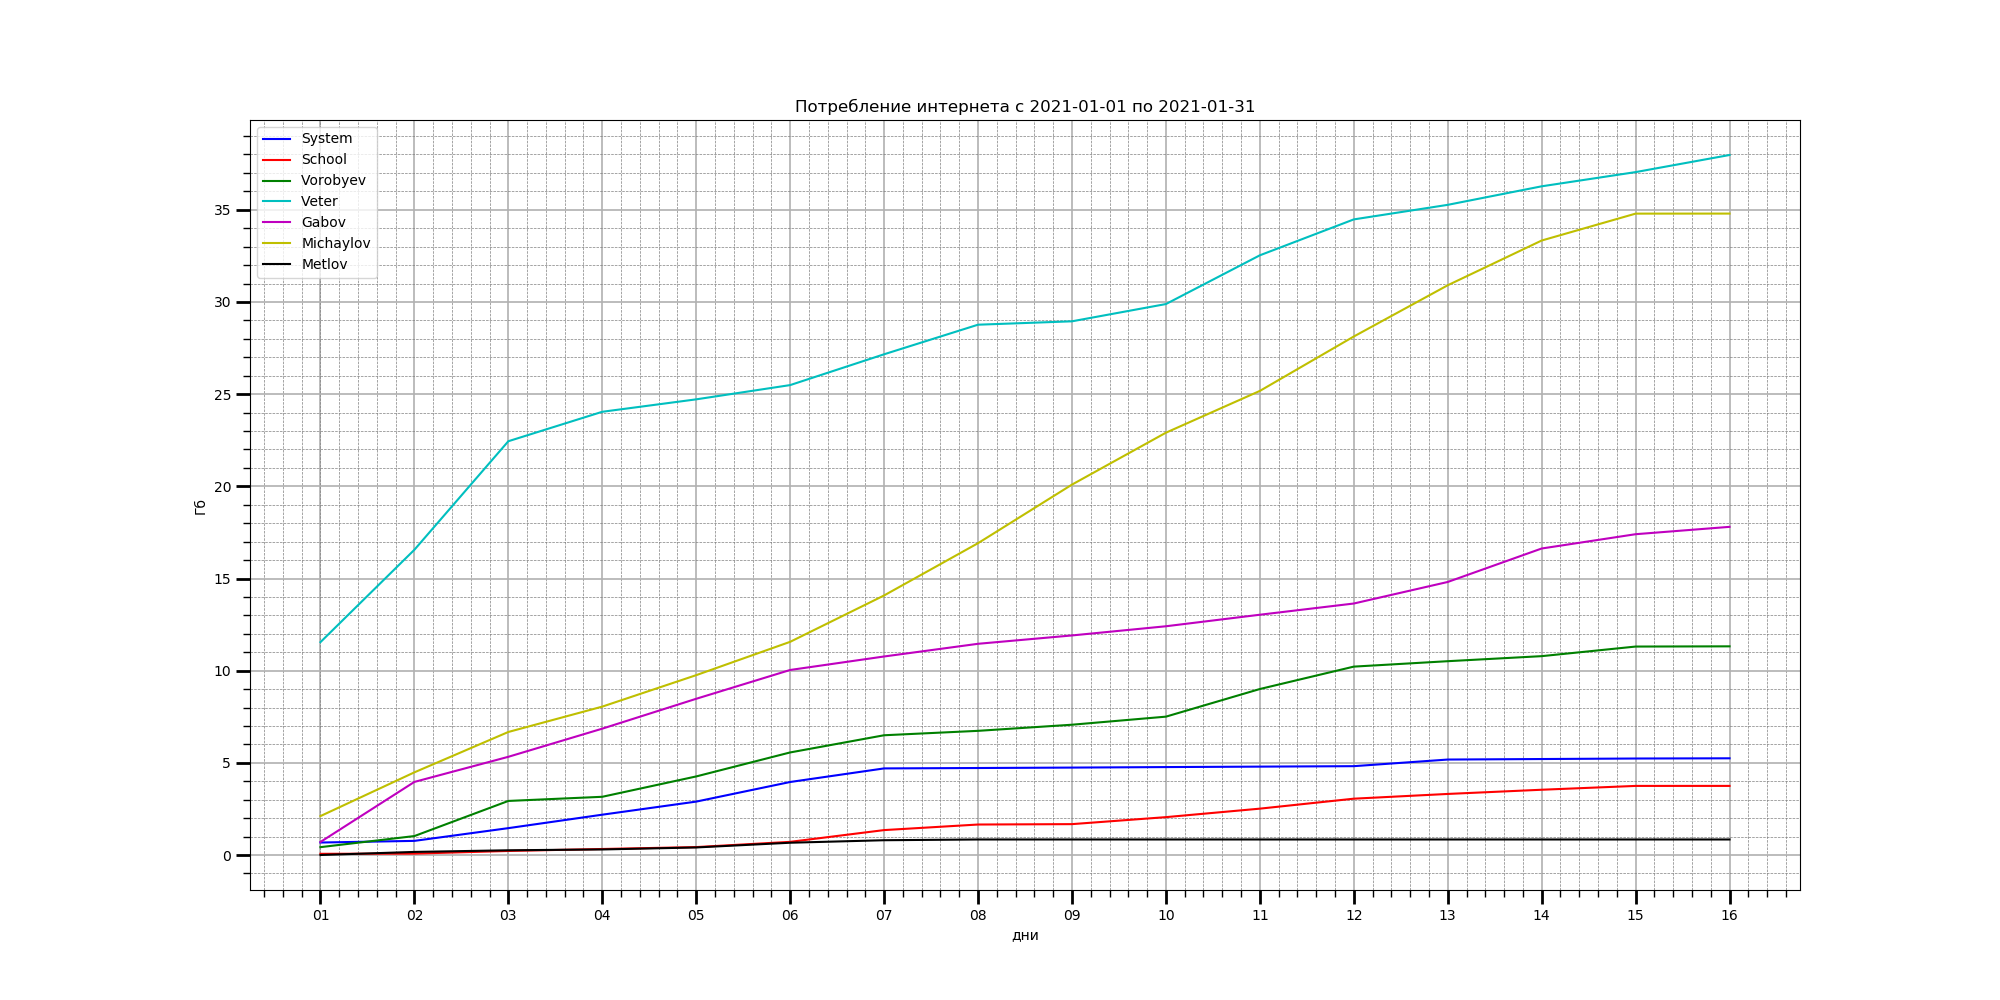 Потребление интернета с 2021-01-01 по 2021-01-31
System
School
Vorobyev
Veter
Gabov
Michaylov
Metlov
35
30
25
20
15
10
5
0
Гб
01 02 03 04 05 06 07 08 09 10 11 12 13 14 15 16
дни